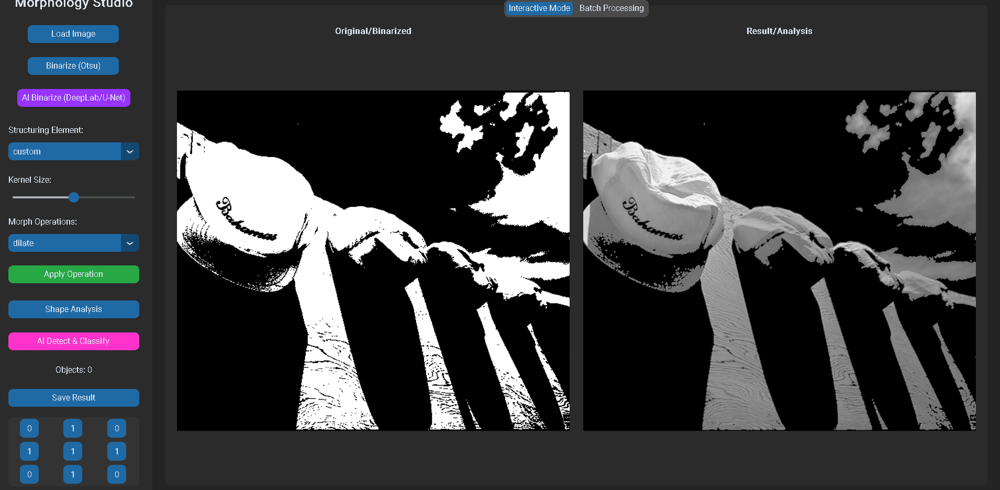 Morphology Studio
Load Image
Binarize (Otsu)
AI Binarize (DeepLab/U-Net)
Structuring Element:
custom
Kernel Size:
Morph Operations:
dilate
Apply Operation
Shape Analysis
AI Detect & Classify
Objects: 0
Save Result
0 1 0
1 1 1
0 1 0
Interactive Mode Batch Processing
Original/Binarized
Result/Analysis
Bahamas
Bahamas